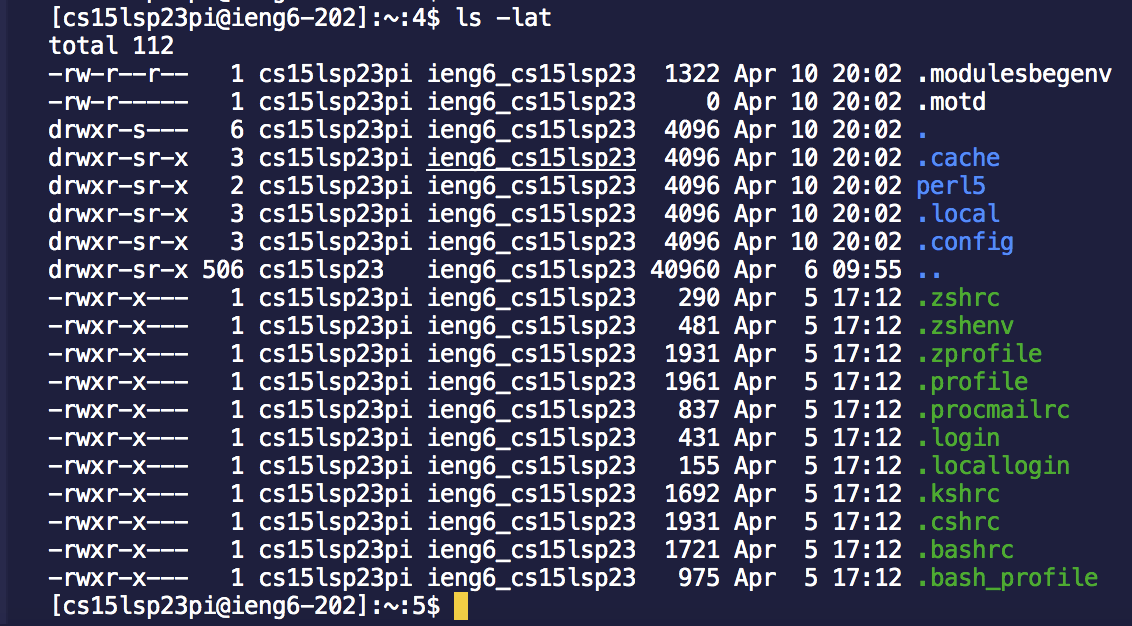 [cs15lsp23pi@ieng6-202]:~:4$ ls -lat
total 112
-rw-r--r--   1 cs15lsp23pi ieng6_cs15lsp23  1322 Apr 10 20:02 .modulesbegenv
-rw-r-----   1 cs15lsp23pi ieng6_cs15lsp23     0 Apr 10 20:02 .motd
drwxr-s---   6 cs15lsp23pi ieng6_cs15lsp23  4096 Apr 10 20:02 .
drwxr-sr-x   3 cs15lsp23pi ieng6_cs15lsp23  4096 Apr 10 20:02 .cache
drwxr-sr-x   2 cs15lsp23pi ieng6_cs15lsp23  4096 Apr 10 20:02 perl5
drwxr-sr-x   3 cs15lsp23pi ieng6_cs15lsp23  4096 Apr 10 20:02 .local
drwxr-sr-x   3 cs15lsp23pi ieng6_cs15lsp23  4096 Apr 10 20:02 .config
drwxr-sr-x 506 cs15lsp23   ieng6_cs15lsp23 40960 Apr  6 09:55 ..
-rwxr-x---   1 cs15lsp23pi ieng6_cs15lsp23   290 Apr  5 17:12 .zshrc
-rwxr-x---   1 cs15lsp23pi ieng6_cs15lsp23   481 Apr  5 17:12 .zshenv
-rwxr-x---   1 cs15lsp23pi ieng6_cs15lsp23  1931 Apr  5 17:12 .zprofile
-rwxr-x---   1 cs15lsp23pi ieng6_cs15lsp23  1961 Apr  5 17:12 .profile
-rwxr-x---   1 cs15lsp23pi ieng6_cs15lsp23   837 Apr  5 17:12 .procmailrc
-rwxr-x---   1 cs15lsp23pi ieng6_cs15lsp23   431 Apr  5 17:12 .login
-rwxr-x---   1 cs15lsp23pi ieng6_cs15lsp23   155 Apr  5 17:12 .locallogin
-rwxr-x---   1 cs15lsp23pi ieng6_cs15lsp23  1692 Apr  5 17:12 .kshrc
-rwxr-x---   1 cs15lsp23pi ieng6_cs15lsp23  1931 Apr  5 17:12 .cshrc
-rwxr-x---   1 cs15lsp23pi ieng6_cs15lsp23  1721 Apr  5 17:12 .bashrc
-rwxr-x---   1 cs15lsp23pi ieng6_cs15lsp23   975 Apr  5 17:12 .bash_profile
[cs15lsp23pi@ieng6-202]:~:5$